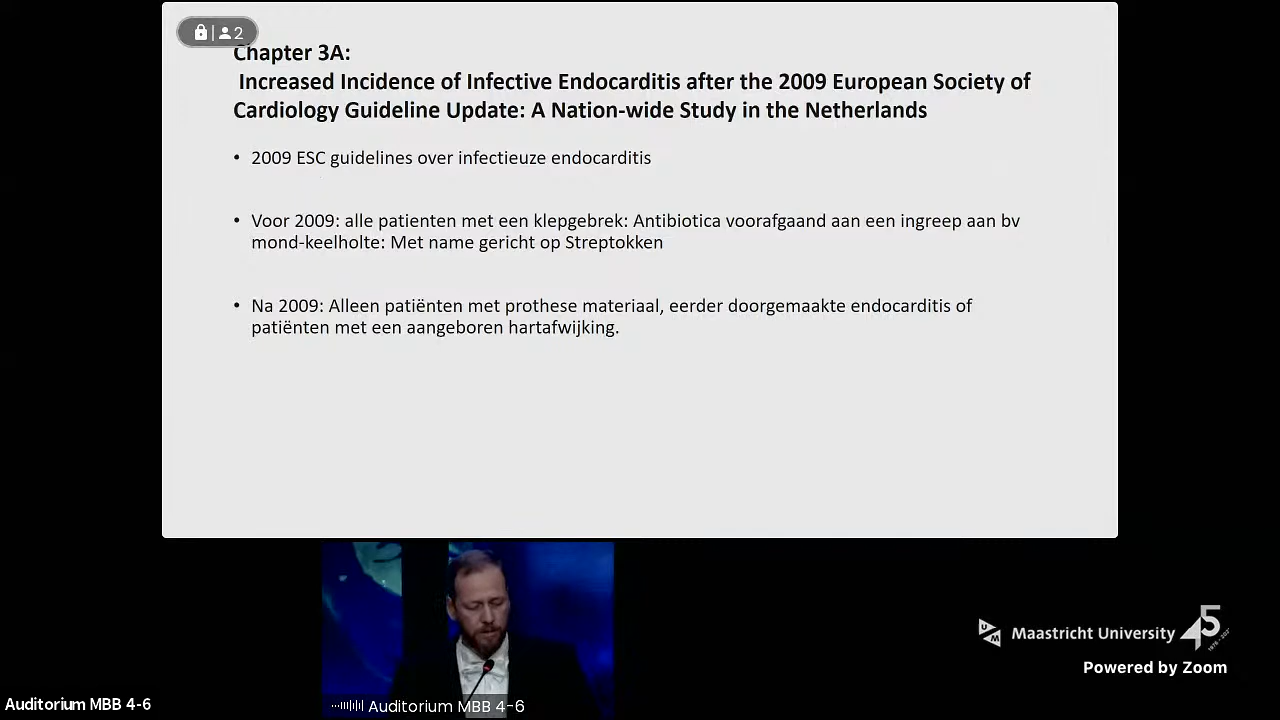 2
Chapter 3A:
Increased Incidence of Infective Endocarditis after the 2009 European Society of
Cardiology Guideline Update: A Nation-wide Study in the Netherlands
• 2009 ESC guidelines over infectieuze endocarditis
• Voor 2009: alle patienten met een klepgebrek: Antibiotica voorafgaand aan een ingreep aan bv
mond-keelholte: Met name gericht op Streptokken
• Na 2009: Alleen patiënten met prothese materiaal, eerder doorgemaakte endocarditis of
patiënten met een aangeboren hartafwijking.
UM Maastricht University 45
Powered by Zoom
Auditorium MBB 4-6
Auditorium MBB 4-6